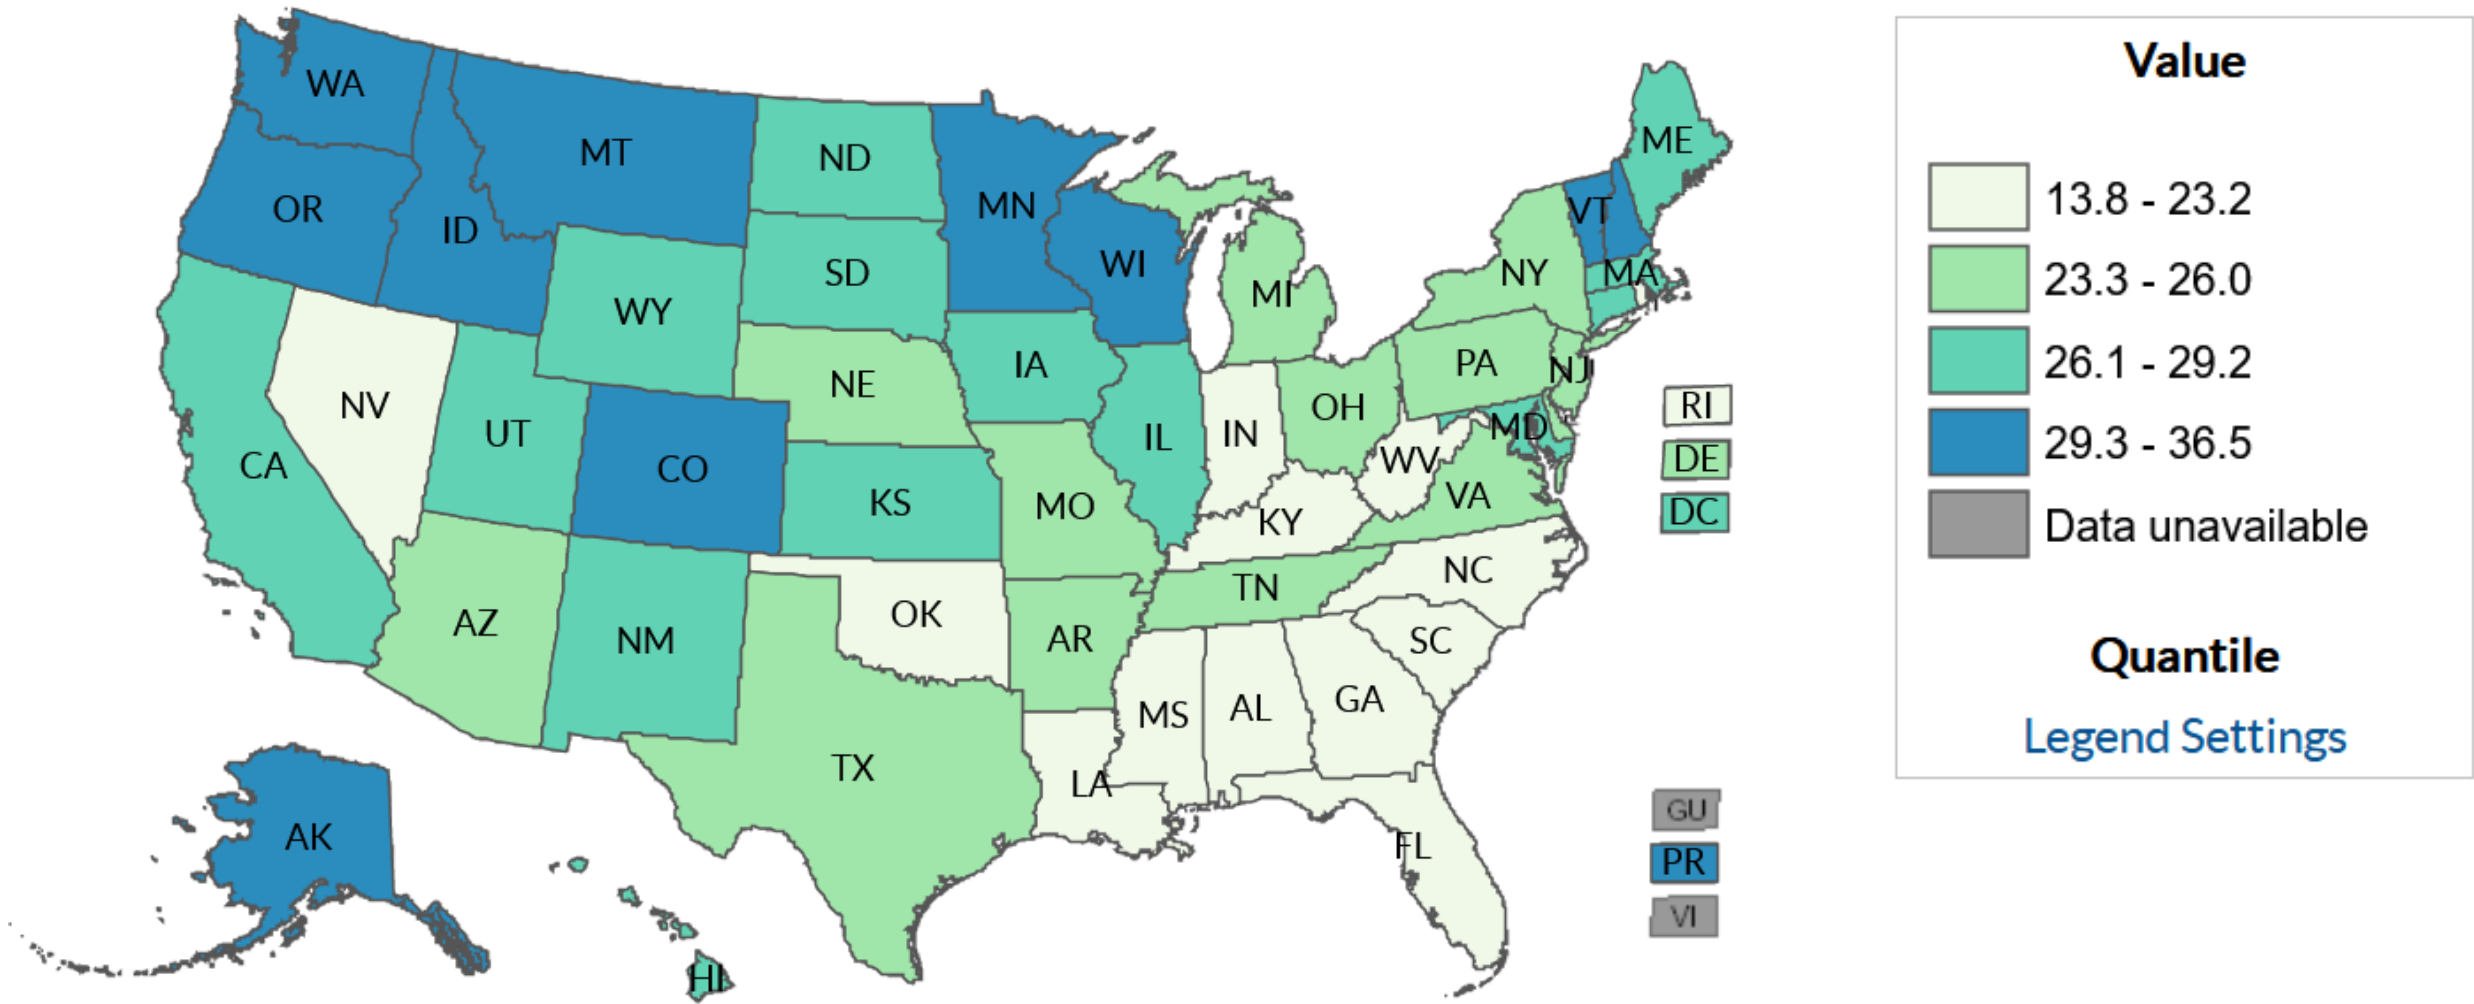 WA
MT
ND
MN
OR
ID
WI
SD
WY
ME
VT
NY
MA
MI
IA
NE
PA
NJ
NV
UT
CO
CA
IL
IN
OH
MD
WV
RI
DE
DC
KS
MO
KY
VA
AZ
NM
OK
AR
TN
NC
SC
TX
MS
AL
GA
LA
FL
AK
HI
GU
PR
VI
Value
13.8 - 23.2
23.3 - 26.0
26.1 - 29.2
29.3 - 36.5
Data unavailable
Quantile
Legend Settings